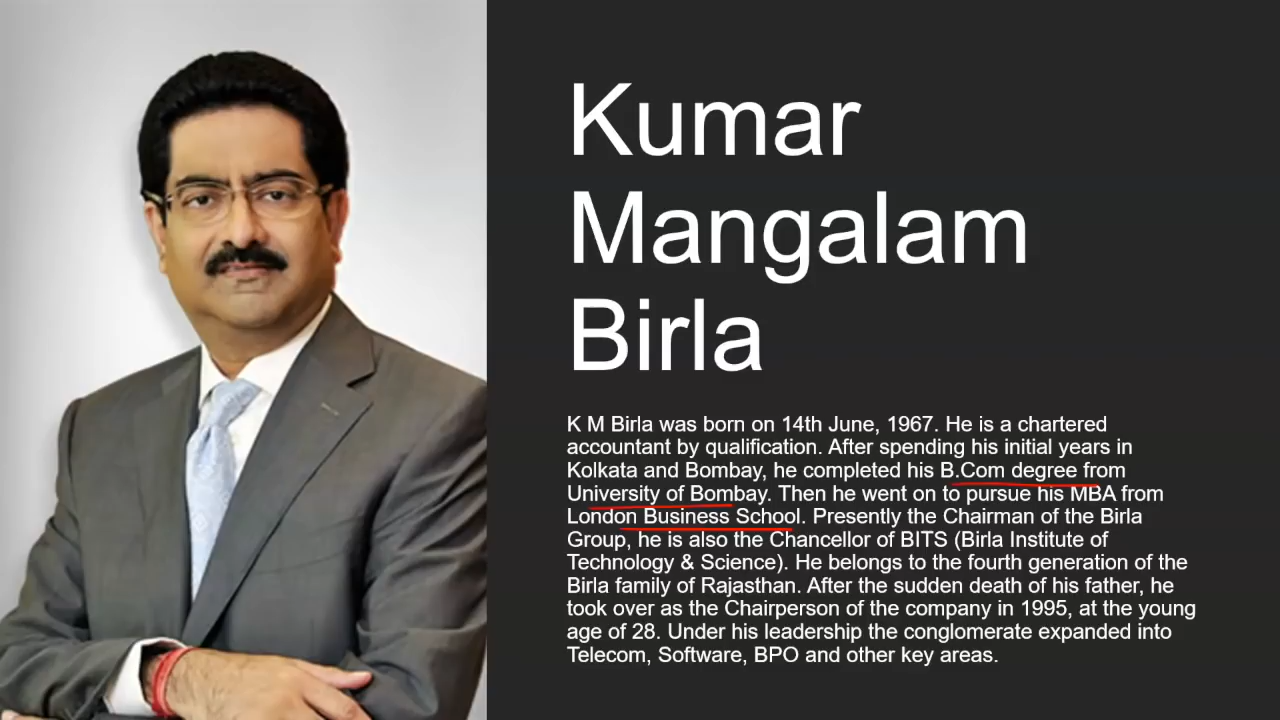 Kumar
Mangalam
Birla
K M Birla was born on 14th June, 1967. He is a chartered
accountant by qualification. After spending his initial years in
Kolkata and Bombay, he completed his B.Com degree from
University of Bombay. Then he went on to pursue his MBA from
London Business School. Presently the Chairman of the Birla
Group, he is also the Chancellor of BITS (Birla Institute of
Technology & Science). He belongs to the fourth generation of the
Birla family of Rajasthan. After the sudden death of his father, he
took over as the Chairperson of the company in 1995, at the young
age of 28. Under his leadership the conglomerate expanded into
Telecom, Software, BPO and other key areas.